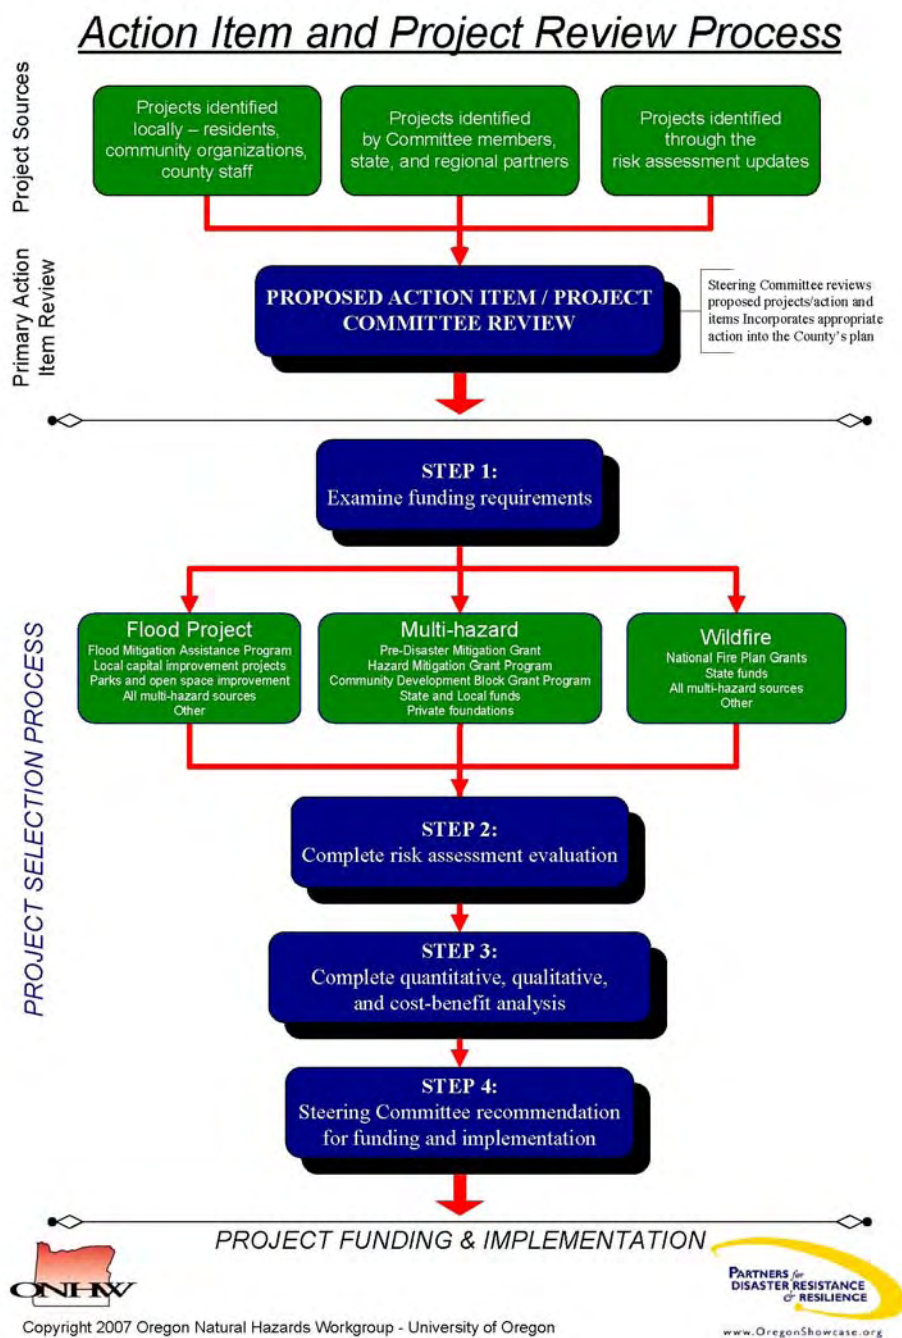 Action Item and Project Review Process
Project Sources
Projects identified
locally – residents,
community organizations,
county staff
Projects identified
by Committee members,
state, and regional partners
Projects identified
through the
risk assessment updates
Primary Action
Item Review
PROPOSED ACTION ITEM / PROJECT
COMMITTEE REVIEW
Steering Committee reviews
proposed projects/action and
items Incorporates appropriate
action into the County's plan
PROJECT SELECTION PROCESS
STEP 1:
Examine funding requirements
Flood Project
Flood Mitigation Assistance Program
Local capital improvement projects
Parks and open space improvement
All multi-hazard sources
Other
Multi-hazard
Pre-Disaster Mitigation Grant
Hazard Mitigation Grant Program
Community Development Block Grant Program
State and Local funds
Private foundations
Wildfire
National Fire Plan Grants
State funds
All multi-hazard sources
Other
STEP 2:
Complete risk assessment evaluation
STEP 3:
Complete quantitative, qualitative,
and cost-benefit analysis
STEP 4:
Steering Committee recommendation
for funding and implementation
PROJECT FUNDING & IMPLEMENTATION
ONHW
PARTNERS for
DISASTER RESISTANCE
& RESILIENCE
Copyright 2007 Oregon Natural Hazards Workgroup - University of Oregon
www.OregonShowcase.org